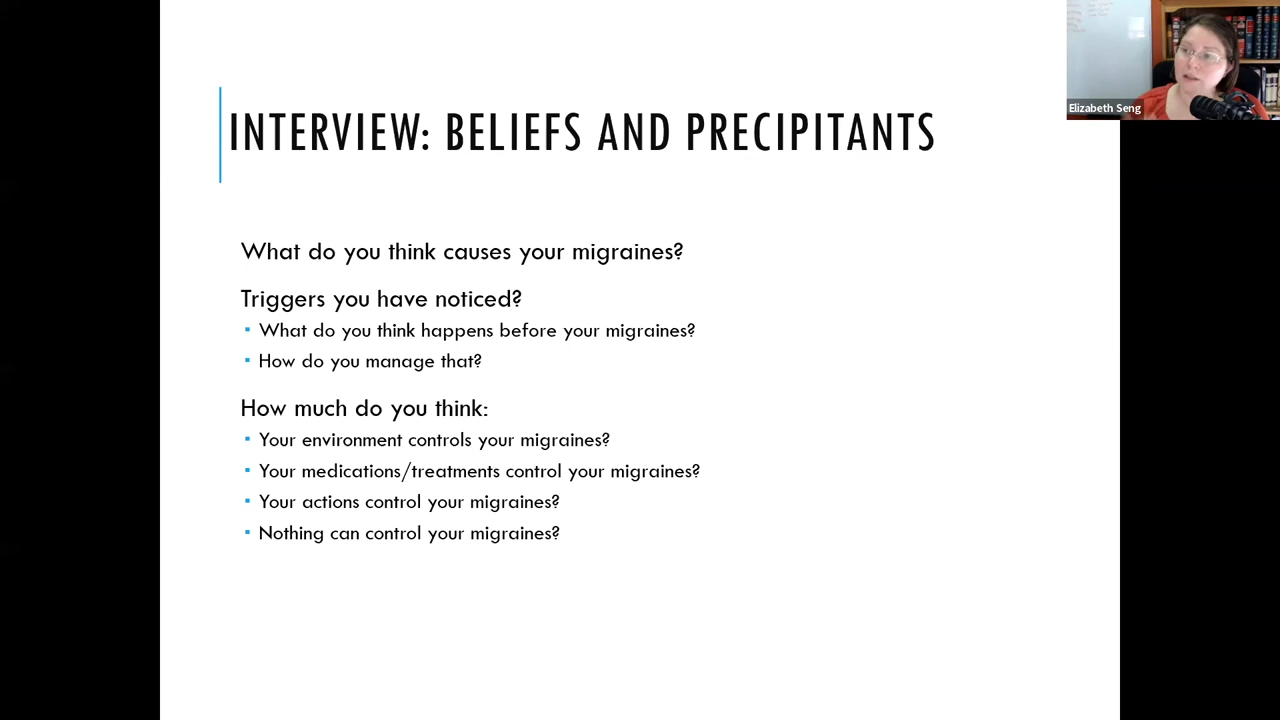 Elizabeth Seng
INTERVIEW: BELIEFS AND PRECIPITANTS
What do you think causes your migraines?
Triggers you have noticed?
▪ What do you think happens before your migraines?
▪ How do you manage that?
How much do you think:
▪ Your environment controls your migraines?
▪ Your medications/treatments control your migraines?
▪ Your actions control your migraines?
▪ Nothing can control your migraines?